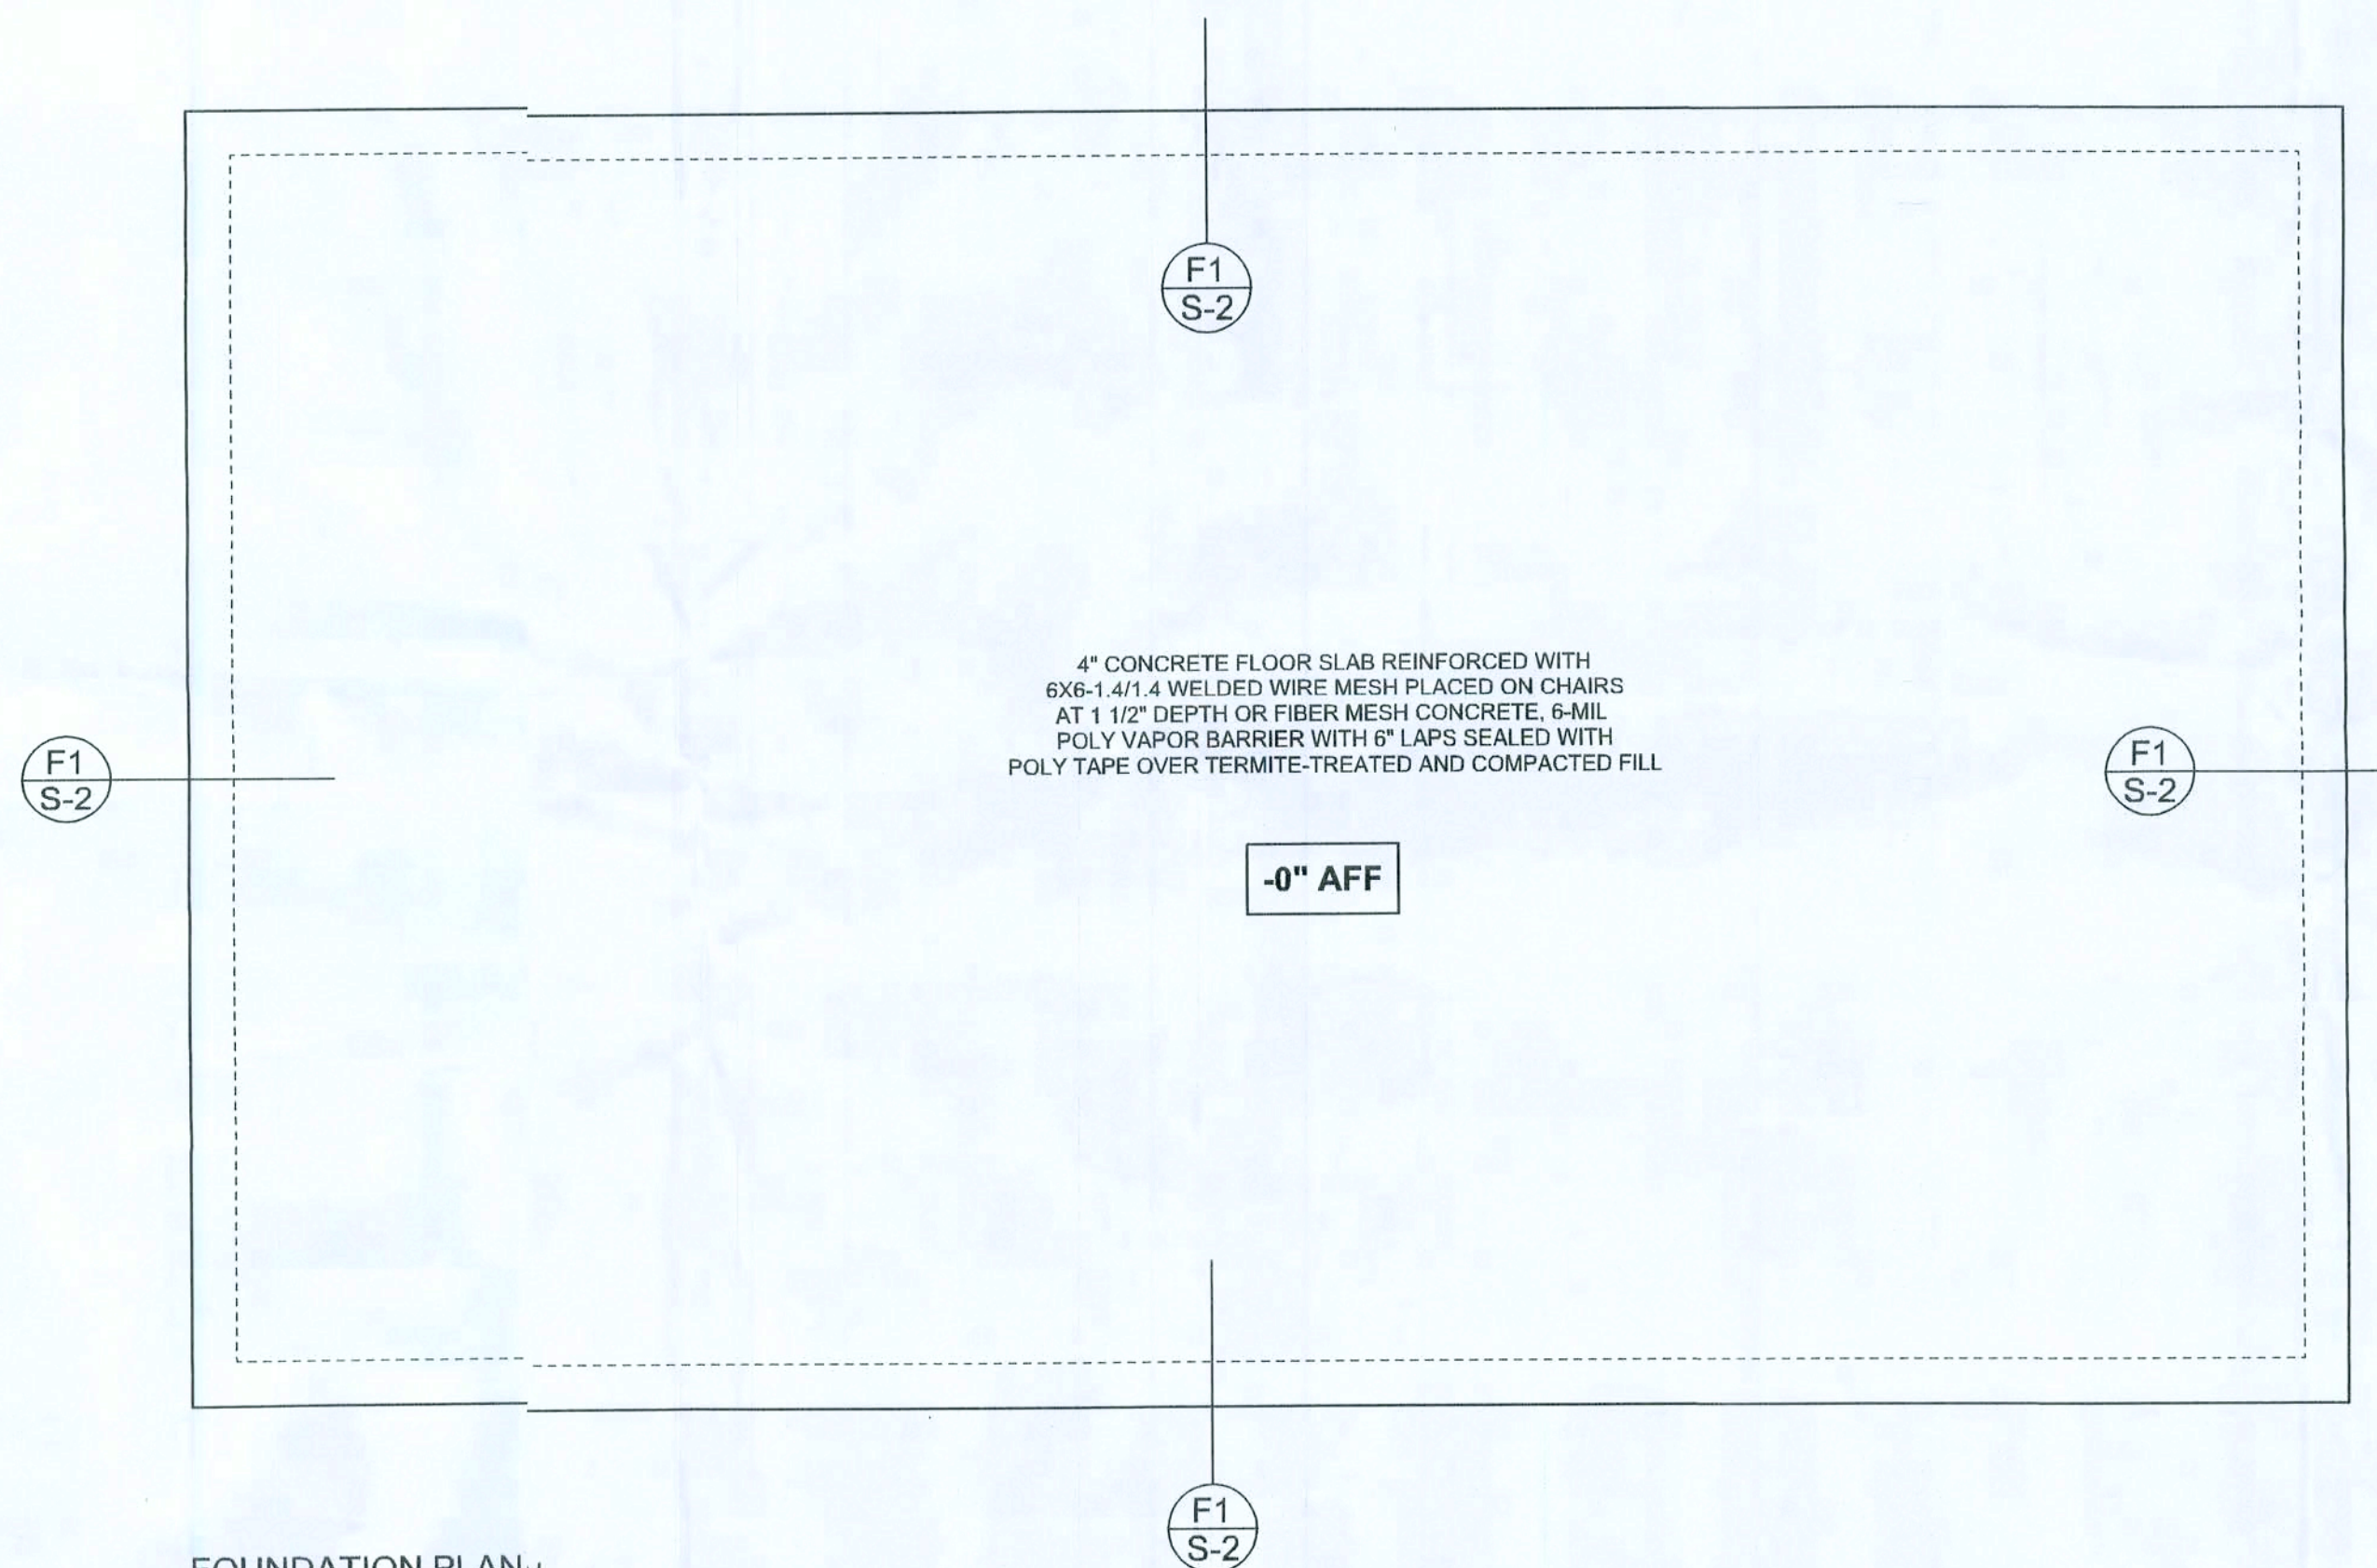 F1
S-2
4" CONCRETE FLOOR SLAB REINFORCED WITH
6X6-1.4/1.4 WELDED WIRE MESH PLACED ON CHAIRS
AT 1 1/2" DEPTH OR FIBER MESH CONCRETE, 6-MIL
POLY VAPOR BARRIER WITH 6" LAPS SEALED WITH
POLY TAPE OVER TERMITE-TREATED AND COMPACTED FILL
F1
S-2
F1
S-2
-0" AFF
F1
S-2
FOUNDATION PLAN